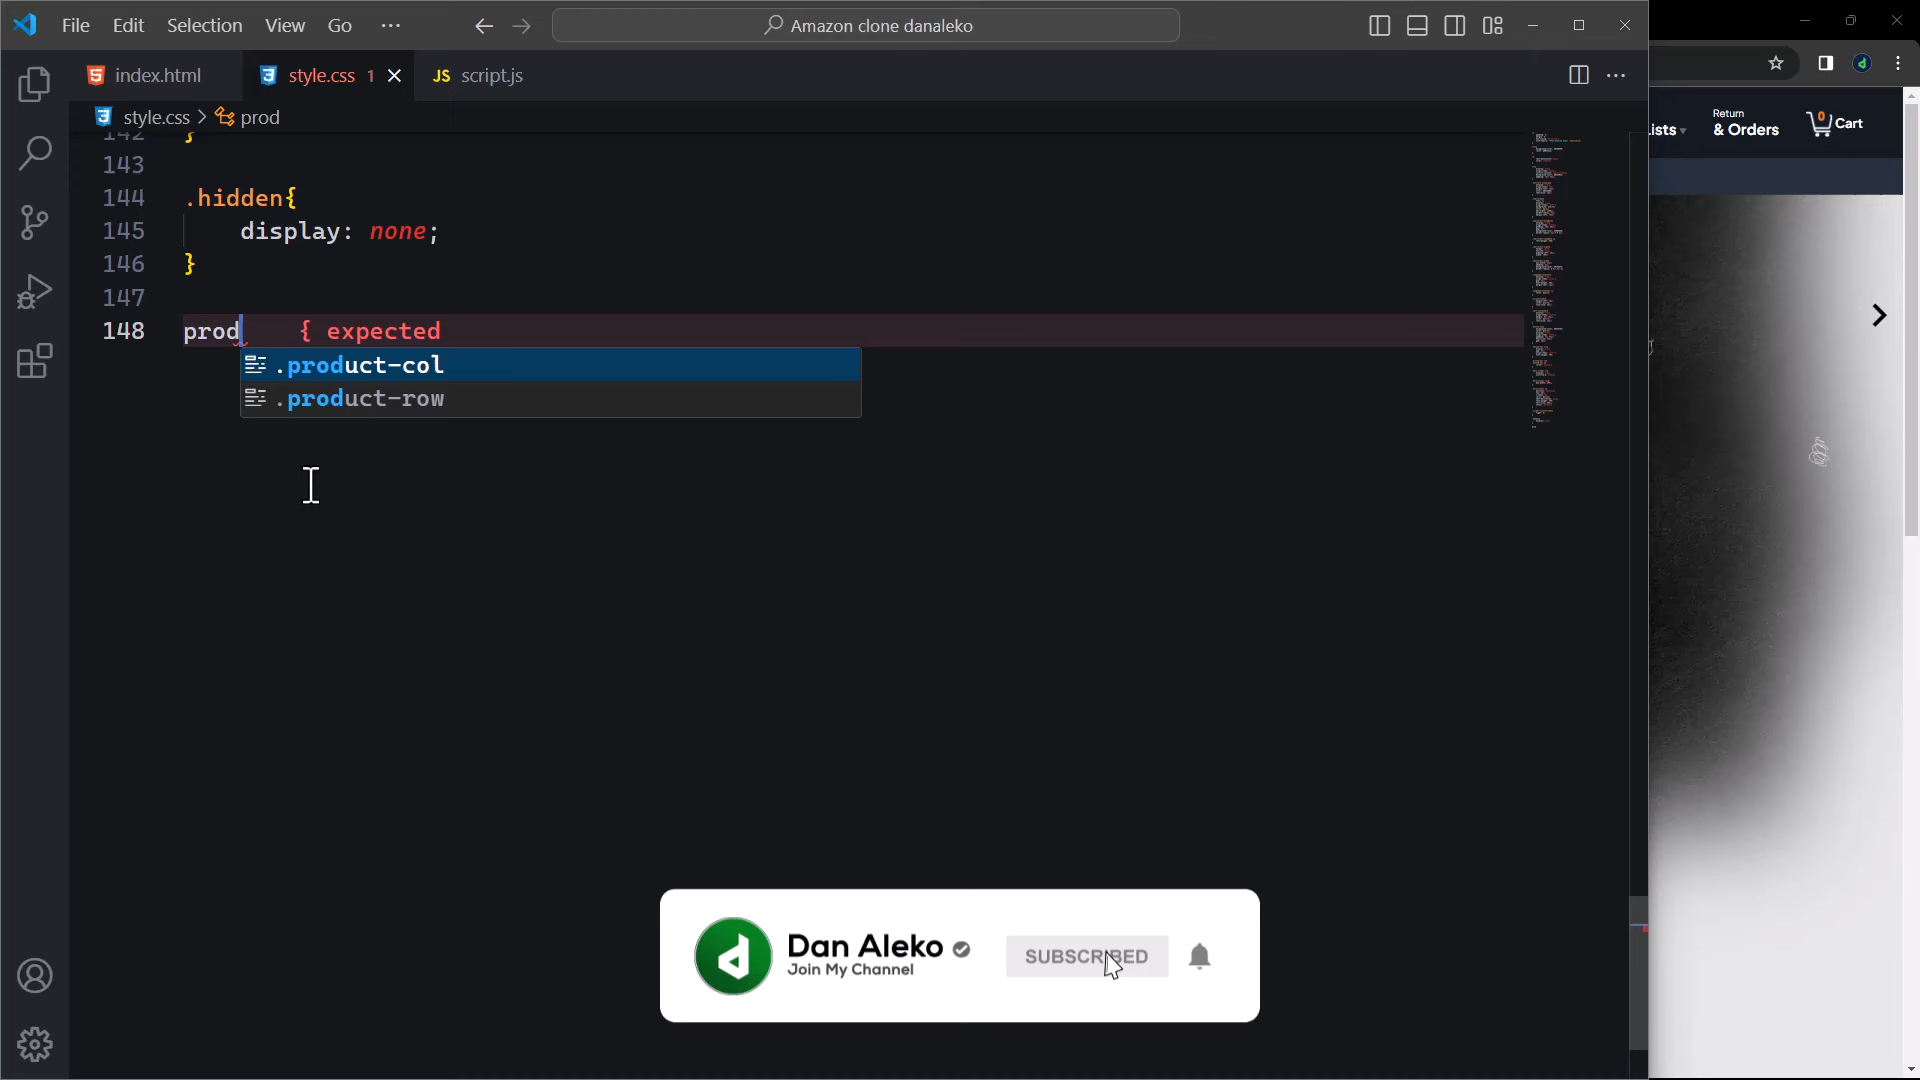 File Edit Selection View Go ···
Amazon clone danaleko
index.html
style.css 1
JS script.js
style.css > prod
142 }
143
144 .hidden{
145 display: none;
146 }
147
148 prod { expected
.product-col
.product-row
Dan Aleko
Join My Channel
SUBSCRIBED
Return
& Orders
0
Cart